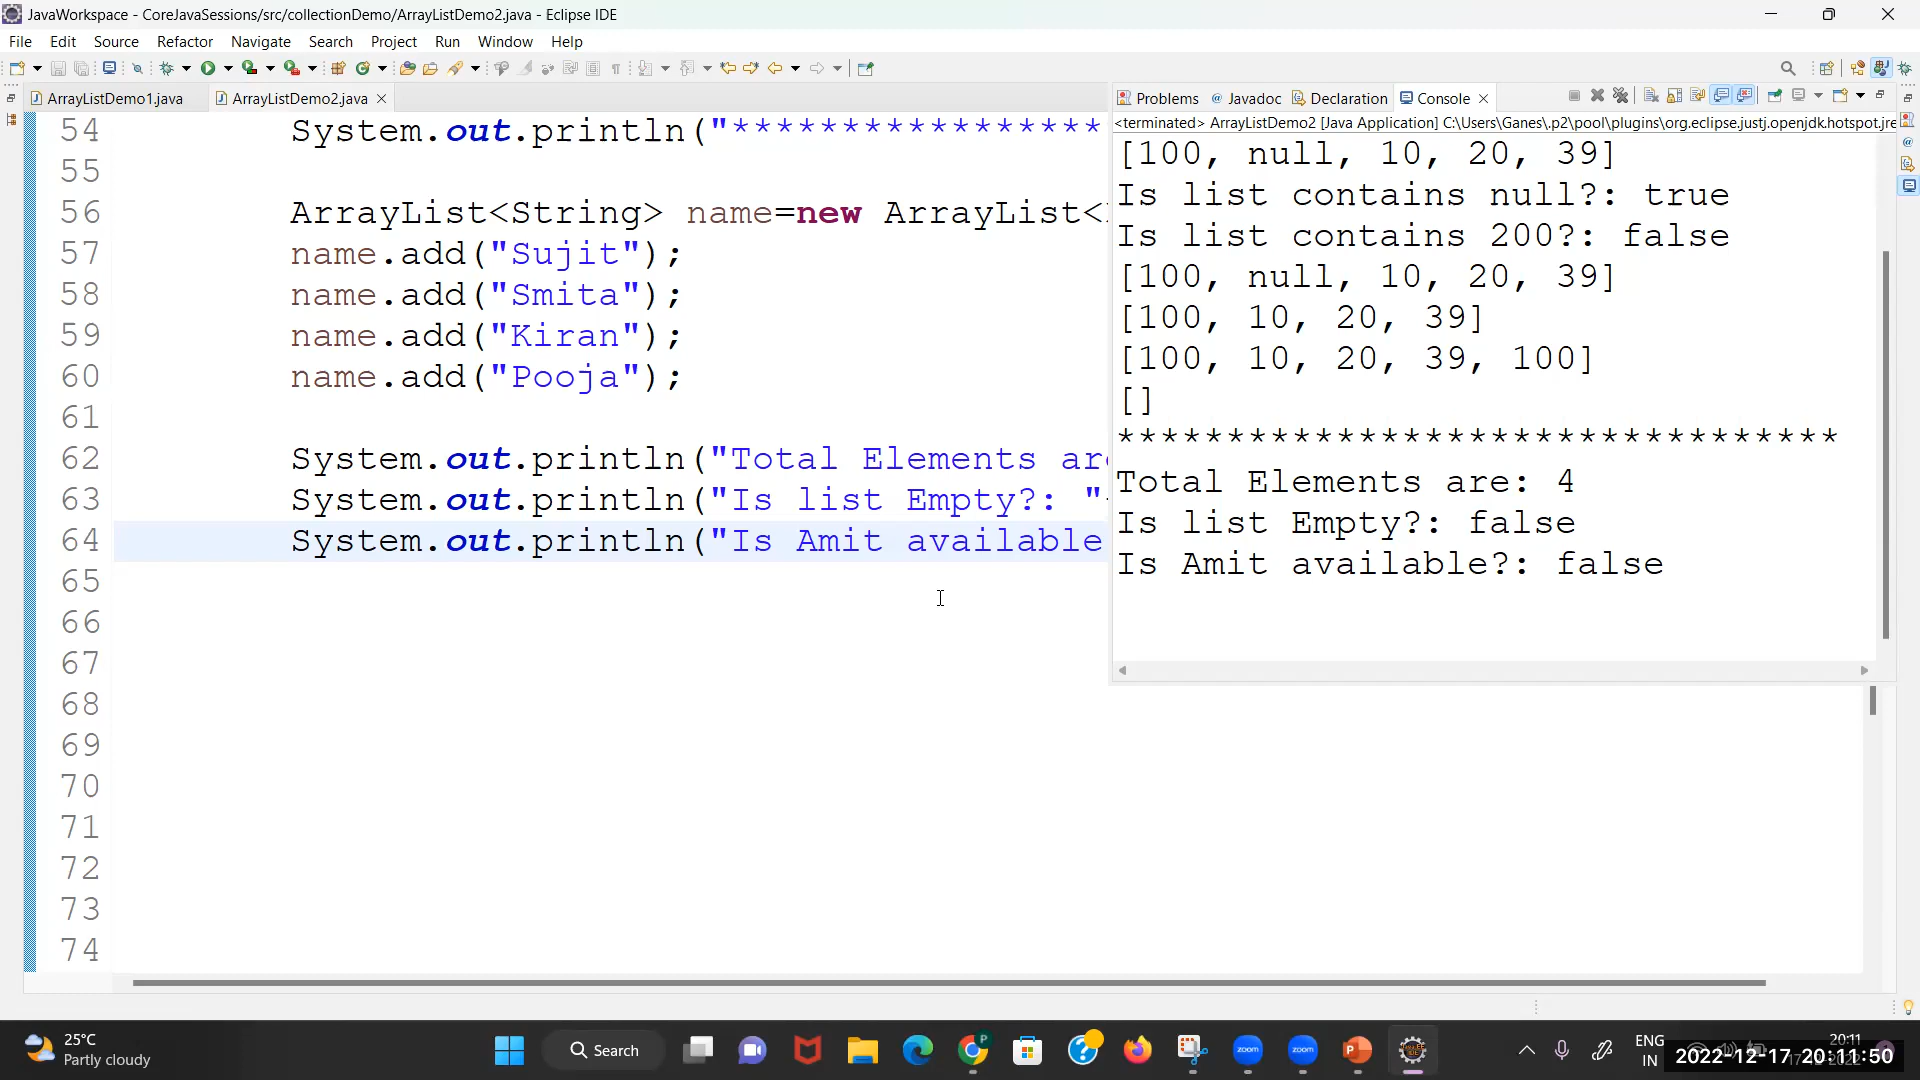 JavaWorkspace - CoreJavaSessions/src/collectionDemo/ArrayListDemo2.java - Eclipse IDE
File Edit Source Refactor Navigate Search Project Run Window Help
ArrayListDemo1.java ArrayListDemo2.java
54 System.out.println("*****************
55
56 ArrayList<String> name=new ArrayList<
57 name.add("Sujit");
58 name.add("Smita");
59 name.add("Kiran");
60 name.add("Pooja");
61
62 System.out.println("Total Elements are
63 System.out.println("Is list Empty?: "
64 System.out.println("Is Amit available
65
66
67
68
69
70
71
72
73
74
Problems Javadoc Declaration Console
<terminated> ArrayListDemo2 [Java Application] C:\Users\Ganes\.p2\pool\plugins\org.eclipse.justj.openjdk.hotspot.jre
[100, null, 10, 20, 39]
Is list contains null?: true
Is list contains 200?: false
[100, null, 10, 20, 39]
[100, 10, 20, 39]
[100, 10, 20, 39, 100]
[]
*********************************
Total Elements are: 4
Is list Empty?: false
Is Amit available?: false
25°C
Partly cloudy
Search
zoom
zoom
ENG
IN
20:11
2022-12-17 20:11:50